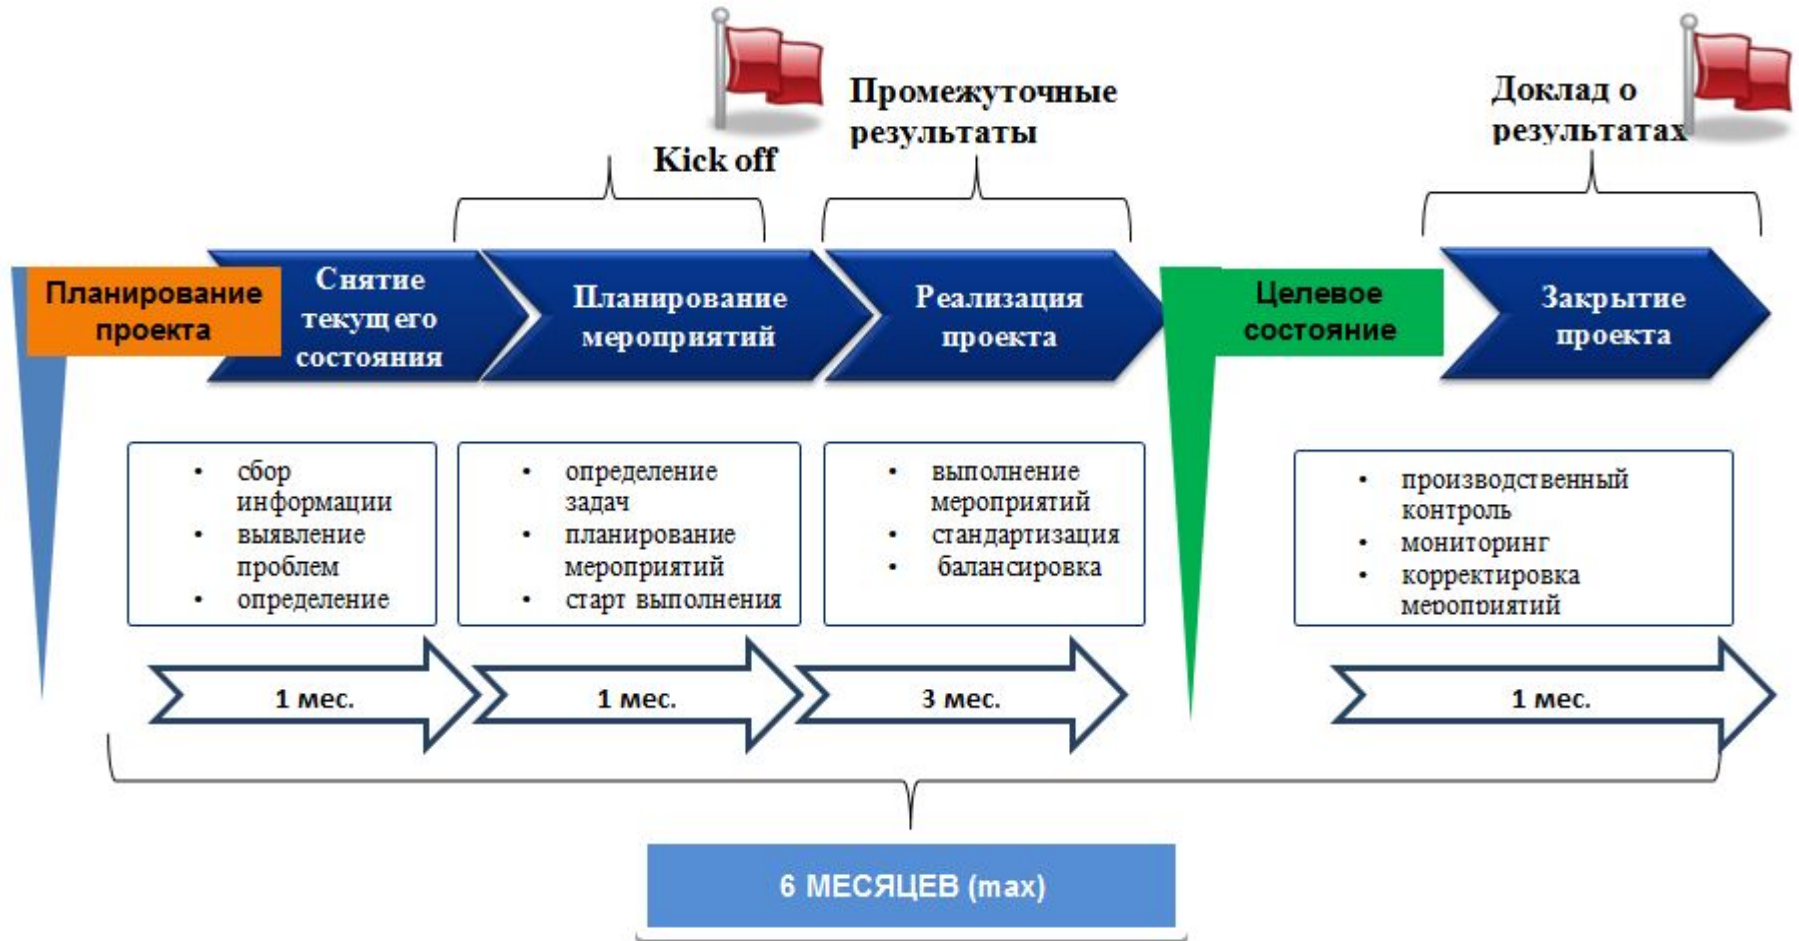 Промежуточные
результаты
Доклад о
результатах
Kick off
Планирование
проекта
Снятие
текущего
состояния
Планирование
мероприятий
Реализация
проекта
Целевое
состояние
Закрытие
проекта
• сбор
информации
• выявление
проблем
• определение
• определение
задач
• планирование
мероприятий
• старт выполнения
• выполнение
мероприятий
• стандартизация
• балансировка
• производственный
контроль
• мониторинг
• корректировка
мероприятий
1 мес.
1 мес.
3 мес.
1 мес.
6 МЕСЯЦЕВ (max)